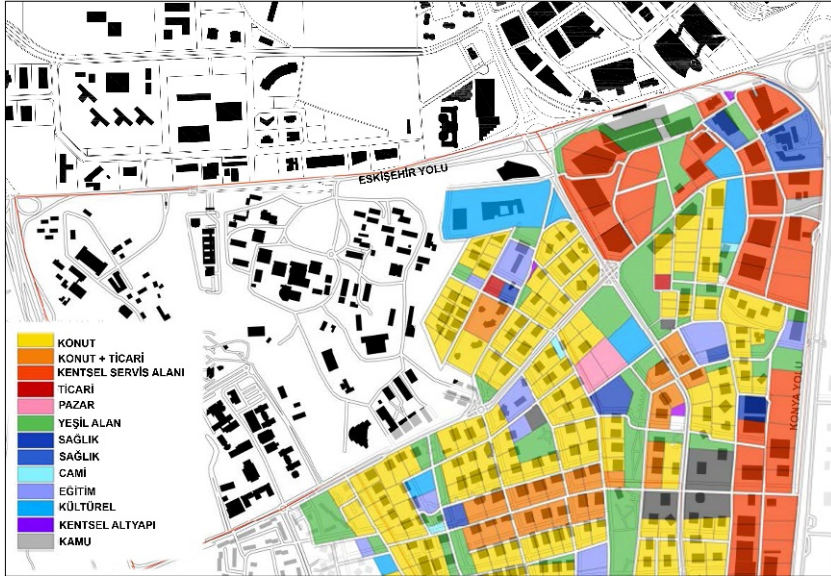 ESKİŞEHİR YOLU
KONUT
KONUT + TİCARİ
KENTSEL SERVİS ALANI
TİCARİ
PAZAR
YEŞİL ALAN
SAĞLIK
SAĞLIK
CAMİ
EĞİTİM
KÜLTÜREL
KENTSEL ALTYAPI
KAMU
KONYA YOLU